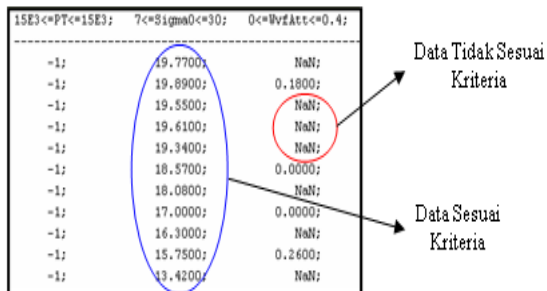 15E3<=PT<=15E3; 7<=Sigma0<=30; 0<=WvfAtt<=0.4;
-1; 19.7700; NaN;
-1; 19.8900; 0.1800;
-1; 19.5500; NaN;
-1; 19.6100; NaN;
-1; 19.3400; NaN;
-1; 18.5700; 0.0000;
-1; 18.0800; NaN;
-1; 17.0000; 0.0000;
-1; 16.3000; NaN;
-1; 15.7500; 0.2600;
-1; 13.4200; NaN;
Data Tidak Sesuai
Kriteria
Data Sesuai
Kriteria